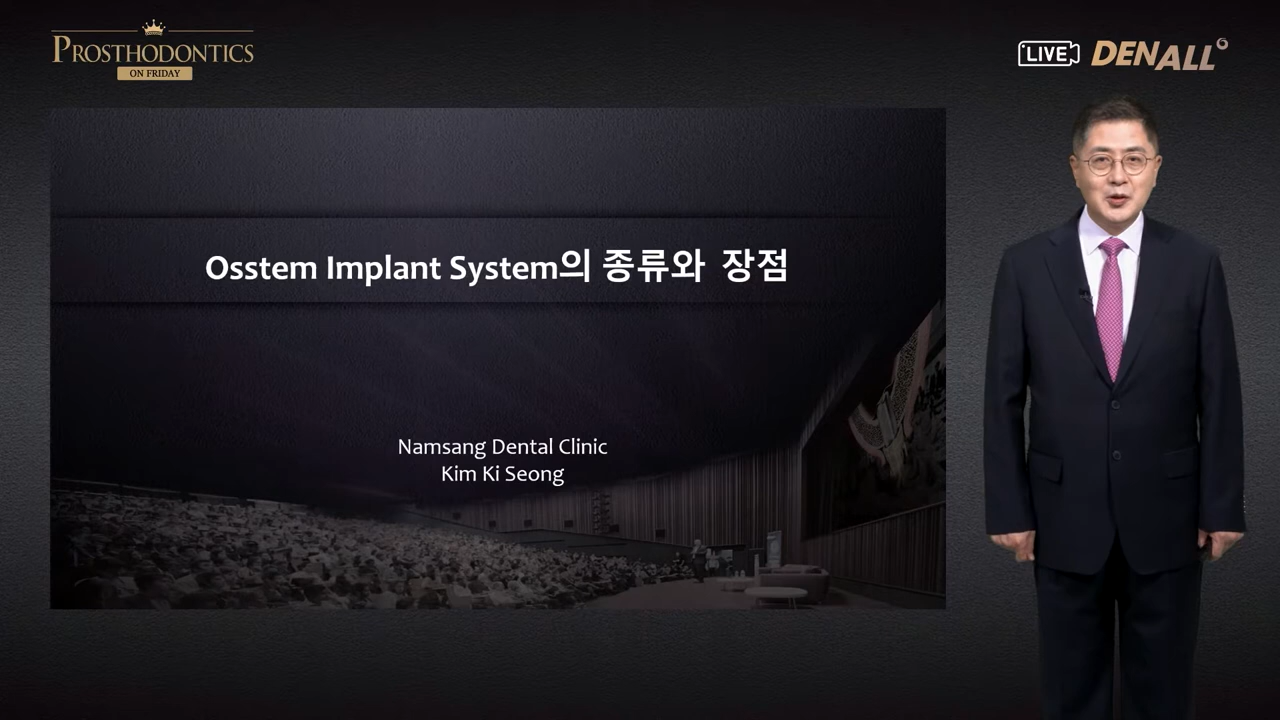 PROSTHODONTICS
ON FRIDAY
LIVE
DENALL
Osstem Implant System의 종류와 장점
Namsang Dental Clinic
Kim Ki Seong